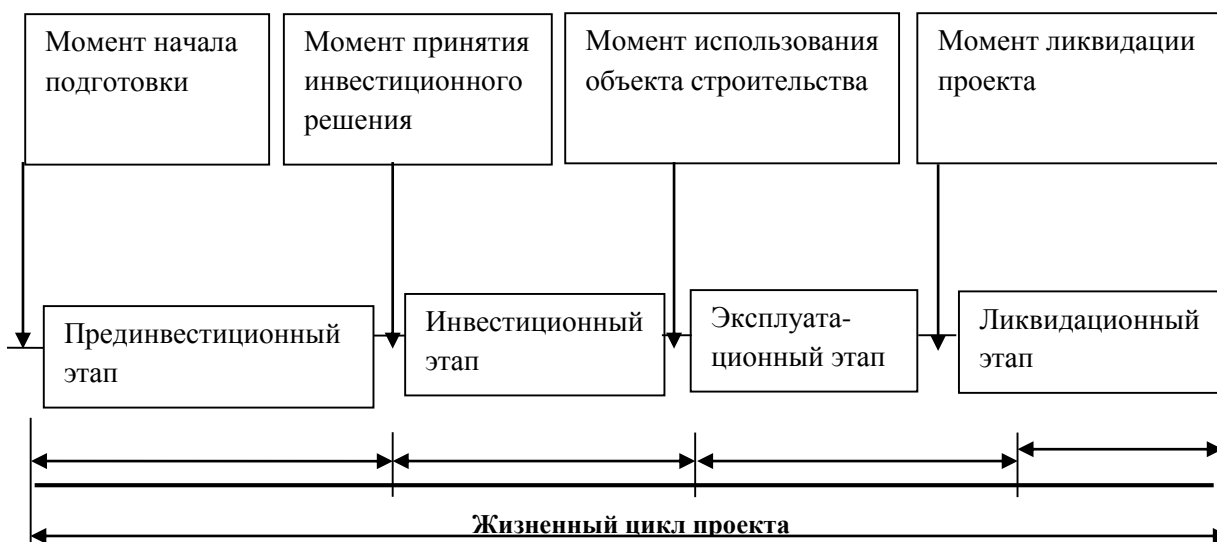 Момент начала
подготовки
Момент принятия
инвестиционного
решения
Момент использования
объекта строительства
Момент ликвидации
проекта
Прединвестиционный
этап
Инвестиционный
этап
Эксплуата-
ционный этап
Ликвидационный
этап
Жизненный цикл проекта